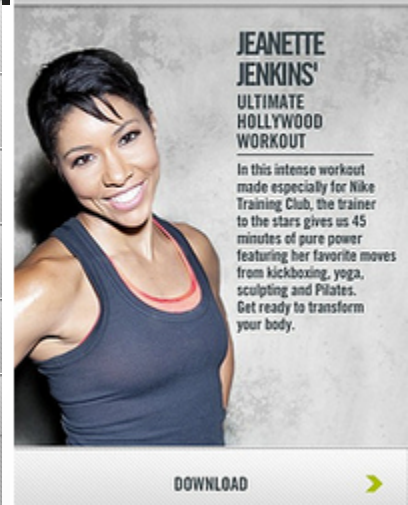 JEANETTE
JENKINS'
ULTIMATE
HOLLYWOOD
WORKOUT
In this intense workout
made especially for Nike
Training Club, the trainer
to the stars gives us 45
minutes of pure power
featuring her favorite moves
from kickboxing, yoga,
sculpting and Pilates.
Get ready to transform
your body.
DOWNLOAD